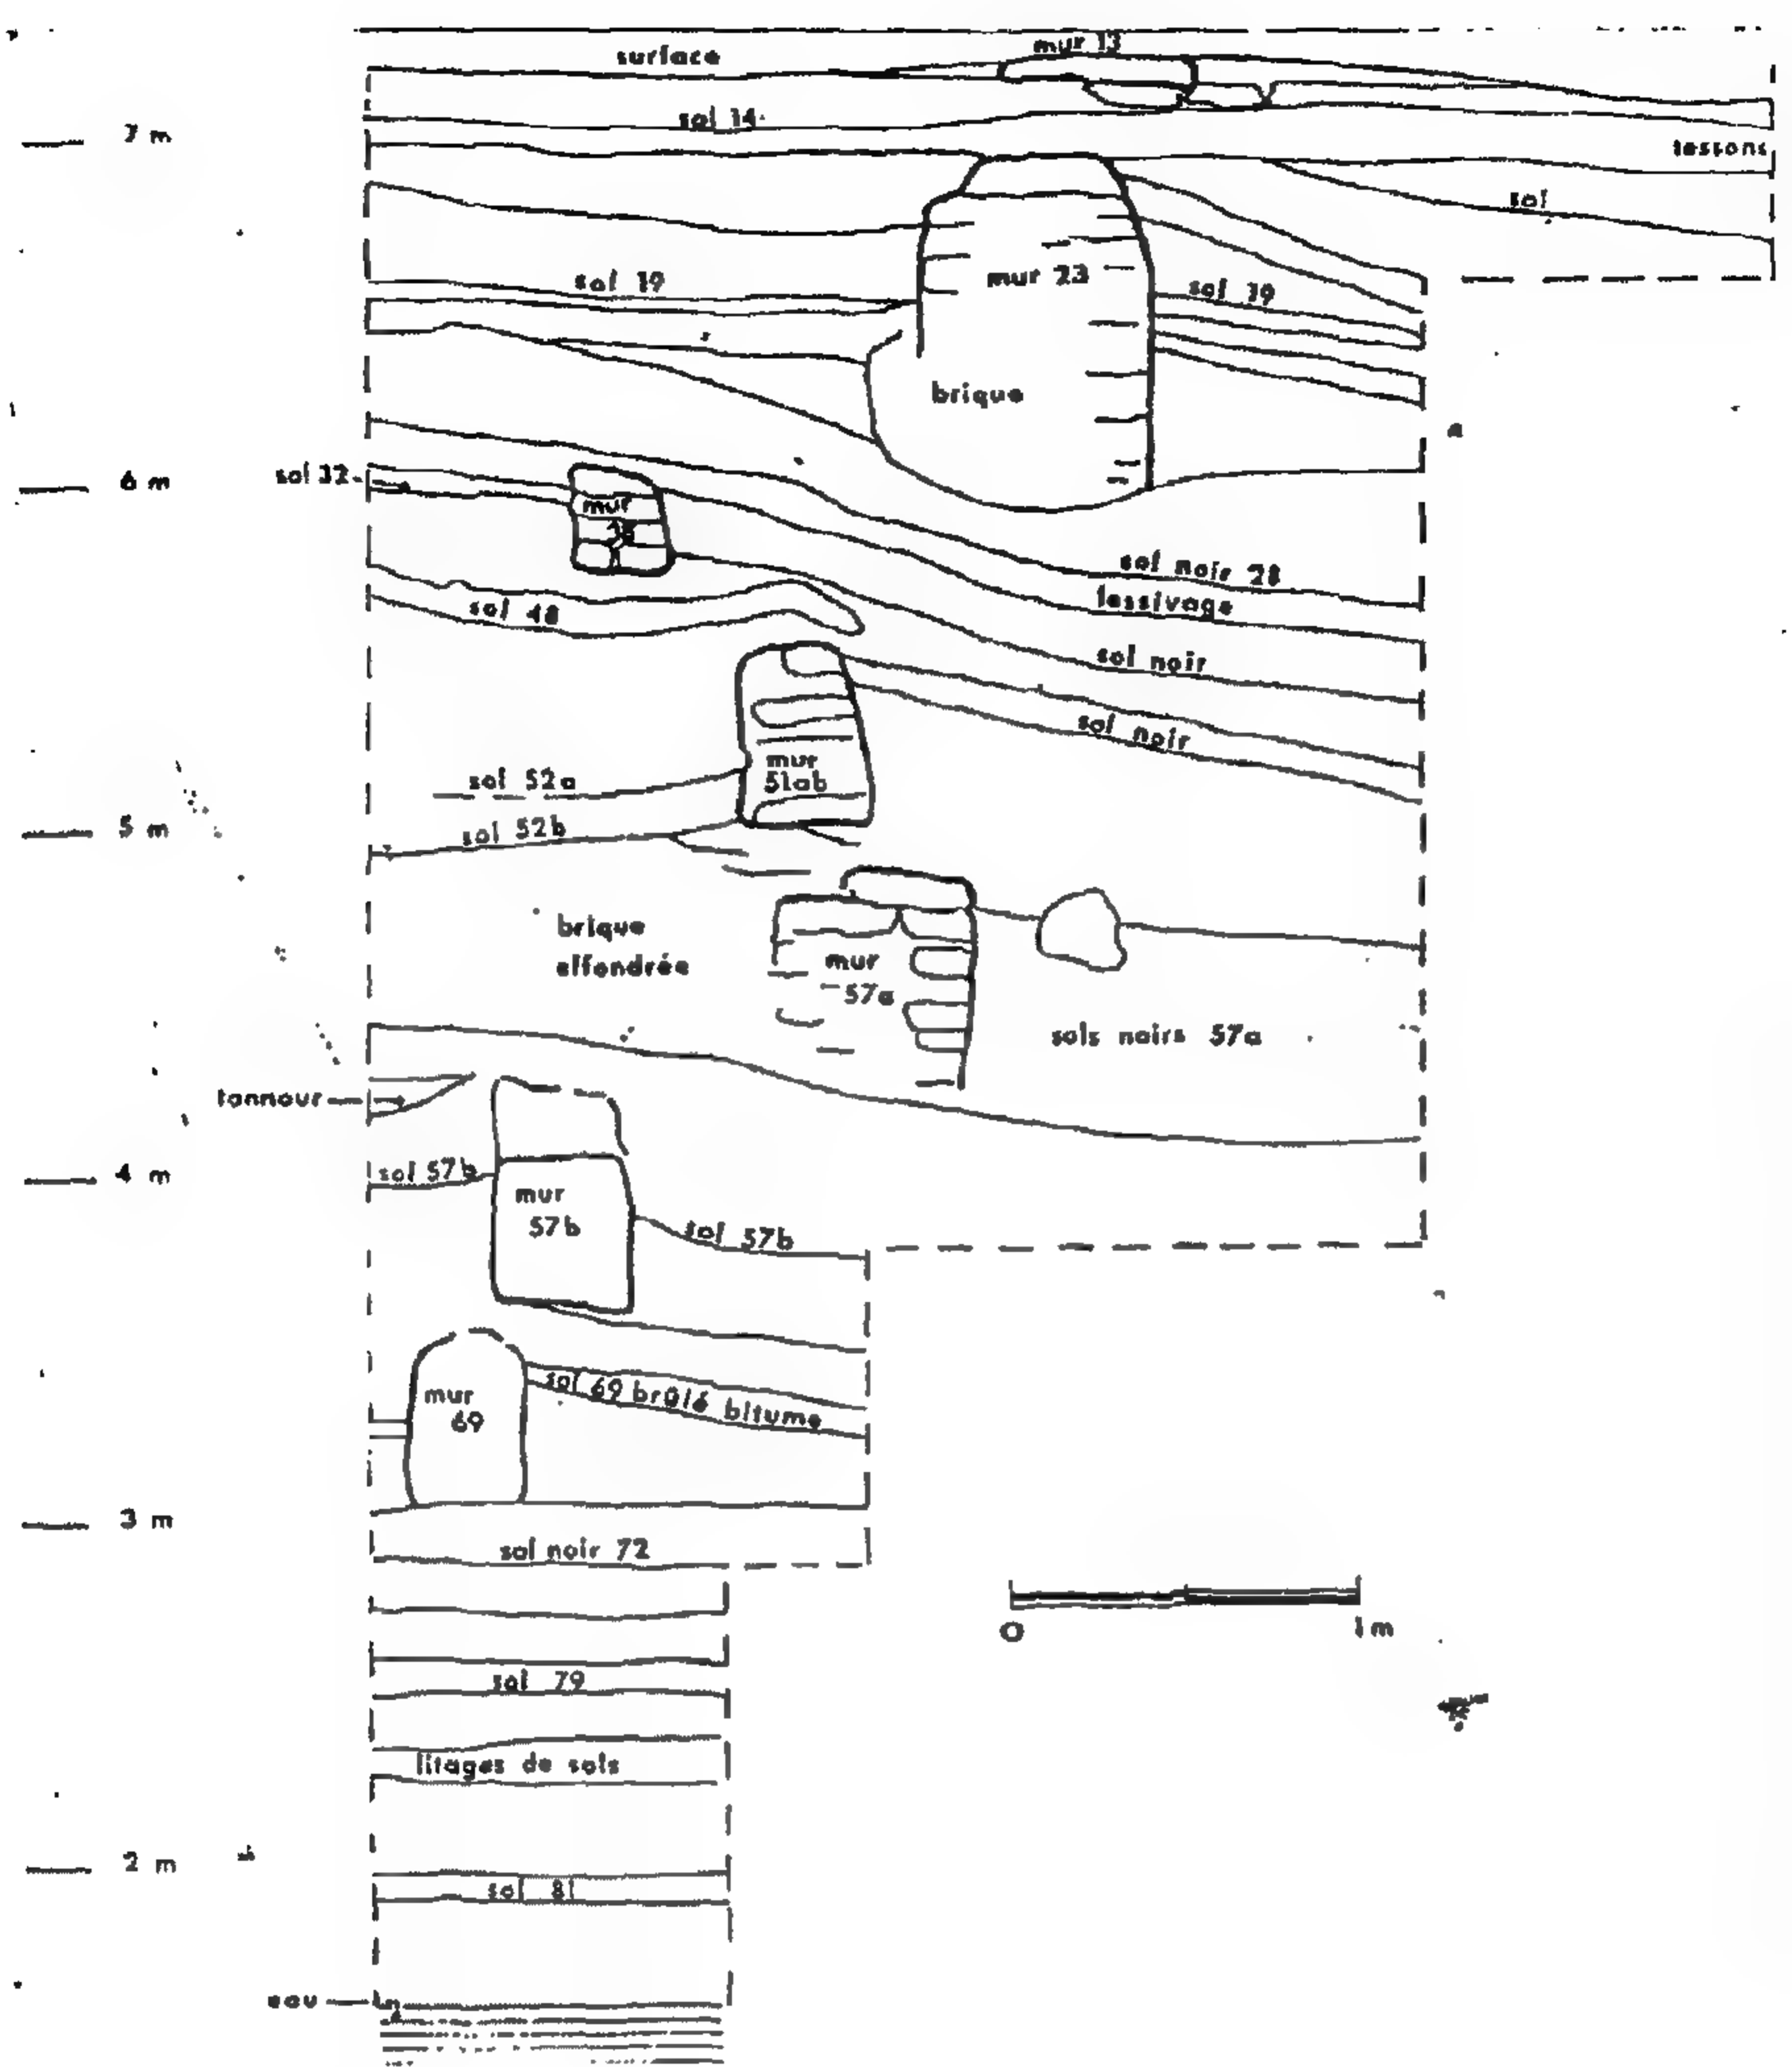 surface
mur 13
sol 14
7 m
tessons
sol
sol 19
mur 23
sol 19
brique
6 m
sol 32
mur
sol noir 28
lessivage
sol 48
sol noir
sol noir
mur
51ab
sol 52a
5 m
sol 52b
brique
effondrée
mur
57a
sols noirs 57a
tannour
4 m
sol 57b
mur
57b
sol 57b
mur
69
sol 69 brûlé bitume
3 m
sol noir 72
0
1m
sol 79
litages de sols
2 m
sol 81
eau